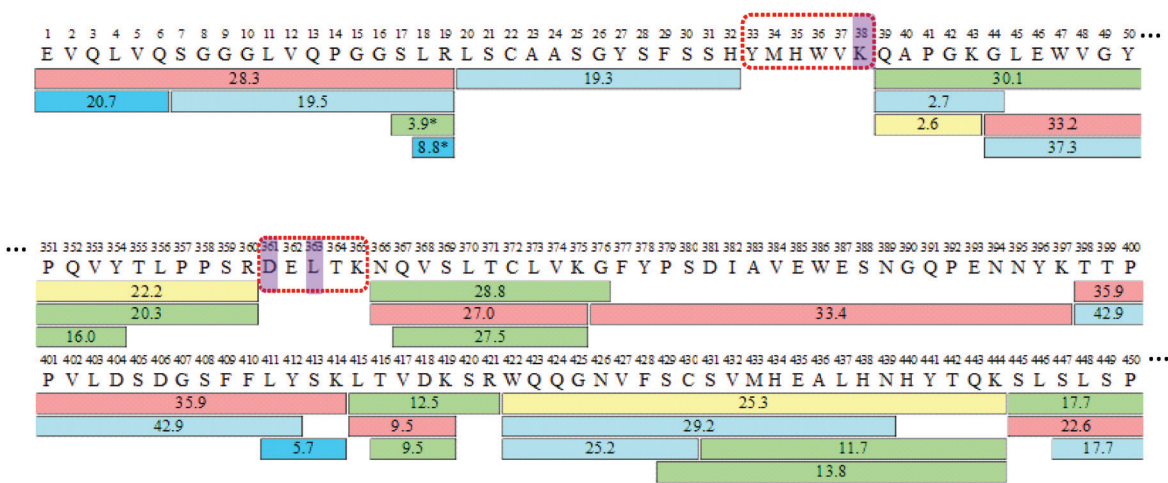 1 2 3 4 5 6 7 8 9 10 11 12 13 14 15 16 17 18 19 20 21 22 23 24 25 26 27 28 29 30 31 32 33 34 35 36 37 38 39 40 41 42 43 44 45 46 47 48 49 50 ...
E V Q L V Q S G G G L V Q P G G S L R L S C A A S G Y S F S S H Y M H W V K Q A P G K G L E W V G Y
28.3 19.3 30.1
20.7 19.5 2.7
3.9* 2.6 33.2
8.8* 37.3
... 351 352 353 354 355 356 357 358 359 360 361 362 363 364 365 366 367 368 369 370 371 372 373 374 375 376 377 378 379 380 381 382 383 384 385 386 387 388 389 390 391 392 393 394 395 396 397 398 399 400
P Q V Y T L P P S R D E L T K N Q V S L T C L V K G F Y P S D I A V E W E S N G Q P E N N Y K T T P
22.2 28.8 35.9
20.3 27.0 33.4 42.9
16.0 27.5
401 402 403 404 405 406 407 408 409 410 411 412 413 414 415 416 417 418 419 420 421 422 423 424 425 426 427 428 429 430 431 432 433 434 435 436 437 438 439 440 441 442 443 444 445 446 447 448 449 450 ...
P V L D S D G S F F L Y S K L T V D K S R W Q Q G N V F S C S V M H E A L H N H Y T Q K S L S L S P
35.9 12.5 25.3 17.7
42.9 9.5 29.2 22.6
5.7 9.5 25.2 11.7 17.7
13.8